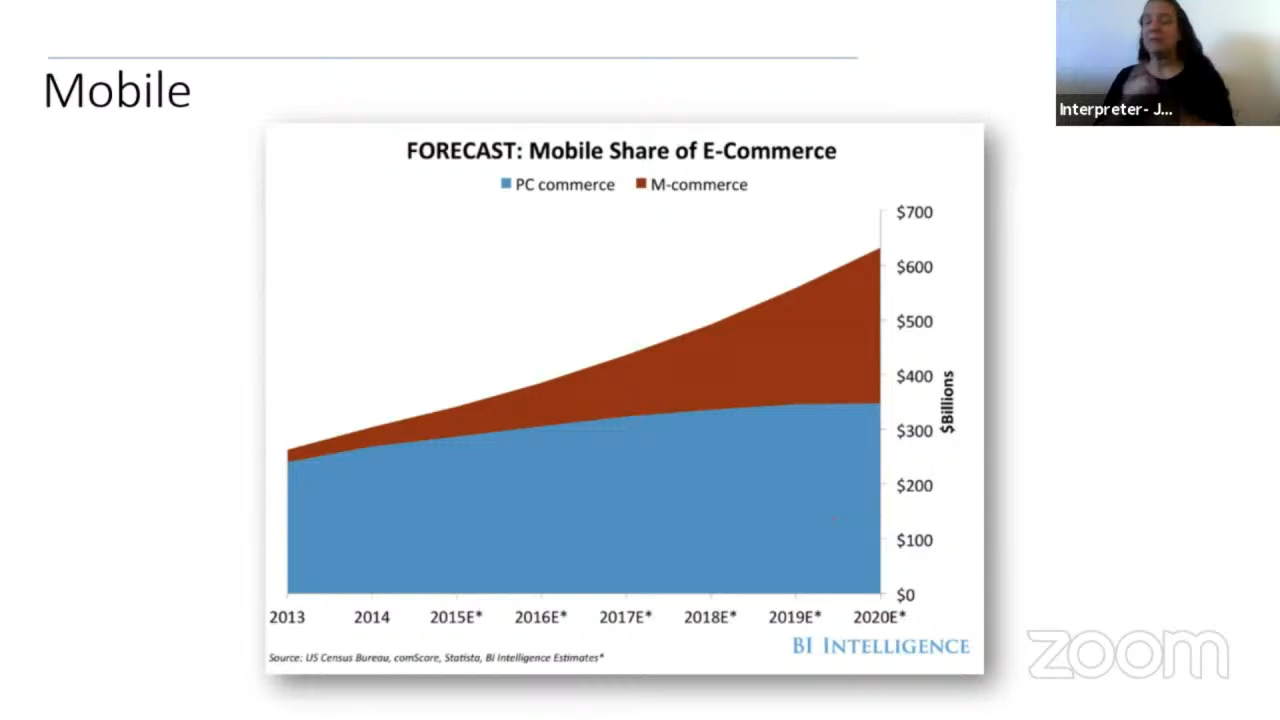 Mobile
Interpreter- J...
FORECAST: Mobile Share of E-Commerce
PC commerce M-commerce
$700
$600
$500
$400
$300
$200
$100
$0
$Billions
2013 2014 2015E* 2016E* 2017E* 2018E* 2019E* 2020E*
BI INTELLIGENCE
Source: US Census Bureau, comScore, Statista, BI Intelligence Estimates*
zoom